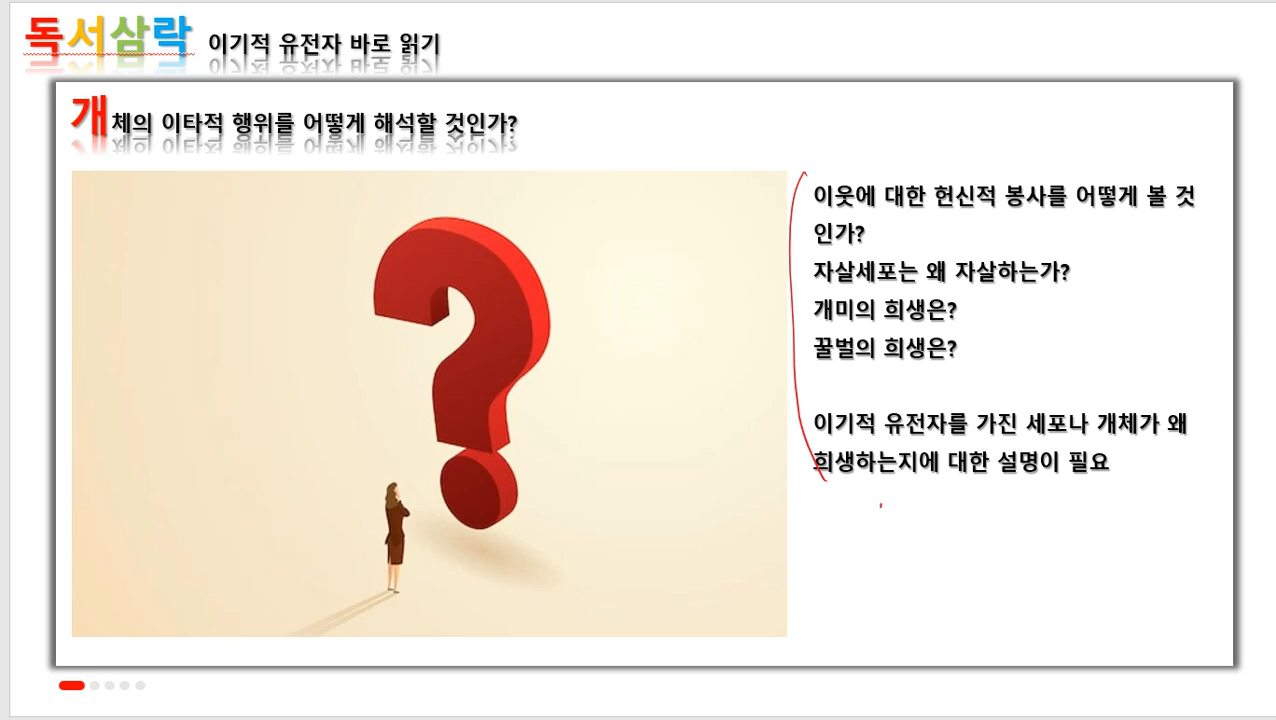 독서삼락 이기적 유전자 바로 읽기
개체의 이타적 행위를 어떻게 해석할 것인가?
이웃에 대한 헌신적 봉사를 어떻게 볼 것
인가?
자살세포는 왜 자살하는가?
개미의 희생은?
꿀벌의 희생은?
이기적 유전자를 가진 세포나 개체가 왜
희생하는지에 대한 설명이 필요